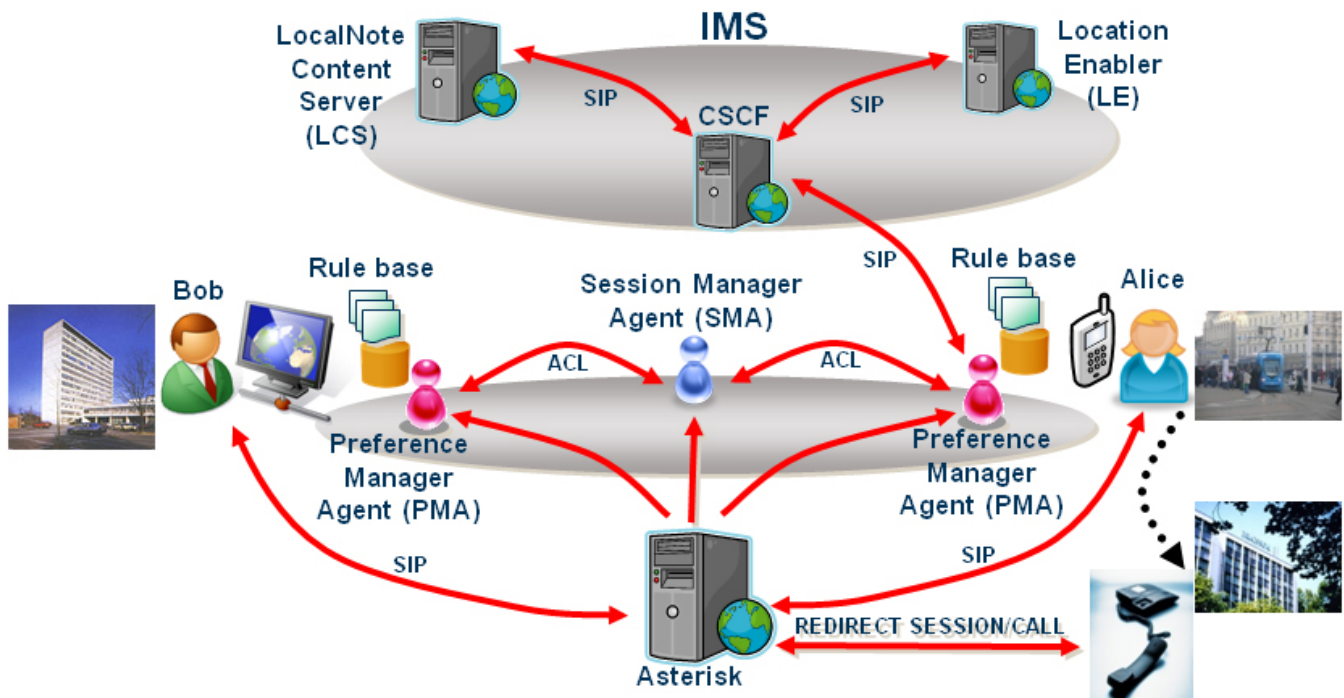 IMS
LocalNote
Content
Server
(LCS)
Location
Enabler
(LE)
SIP
SIP
CSCF
SIP
Bob
Rule base
Session Manager
Agent (SMA)
Rule base
Alice
ACL
ACL
Preference
Manager
Agent (PMA)
Preference
Manager
Agent (PMA)
SIP
SIP
REDIRECT SESSION/CALL
Asterisk